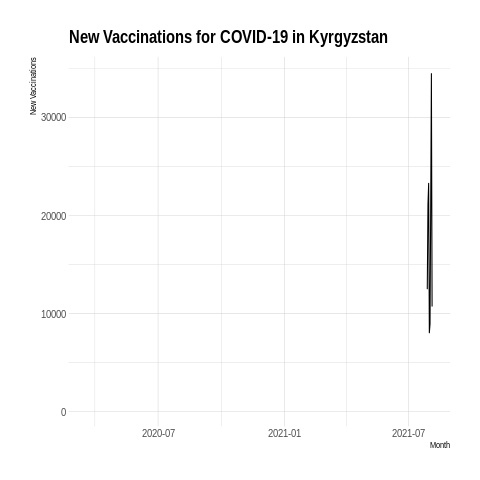 New Vaccinations for COVID-19 in Kyrgyzstan
New Vaccinations
30000
20000
10000
0
2020-07 2021-01 2021-07
Month